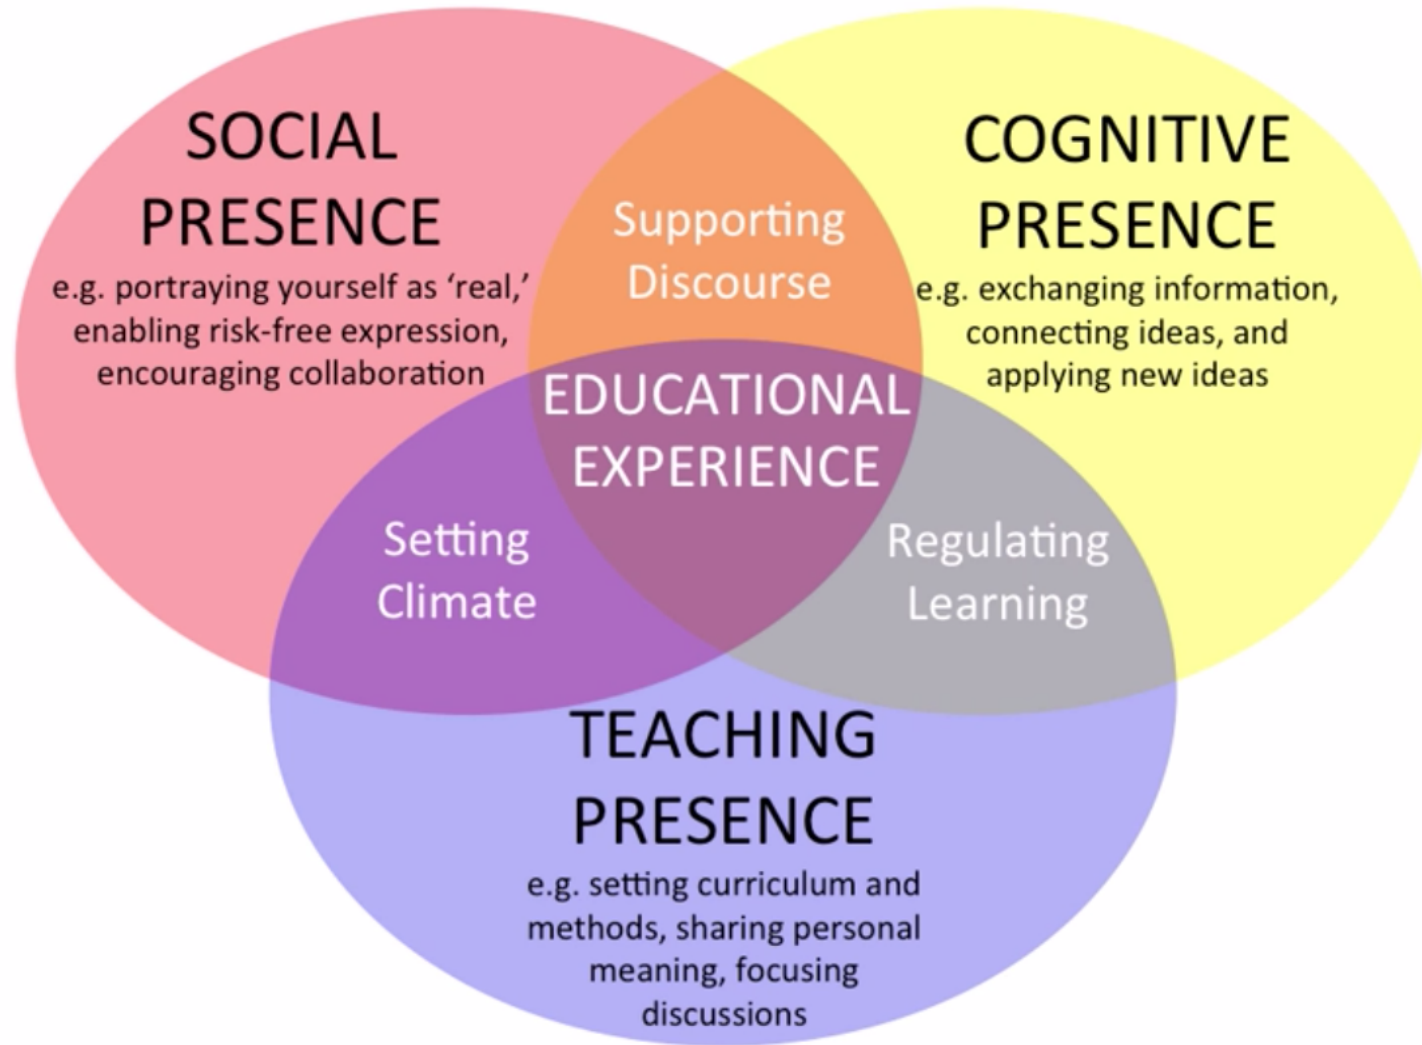 SOCIAL
PRESENCE
e.g. portraying yourself as ‘real,’
enabling risk-free expression,
encouraging collaboration
Supporting
Discourse
COGNITIVE
PRESENCE
e.g. exchanging information,
connecting ideas, and
applying new ideas
EDUCATIONAL
EXPERIENCE
Setting
Climate
Regulating
Learning
TEACHING
PRESENCE
e.g. setting curriculum and
methods, sharing personal
meaning, focusing
discussions